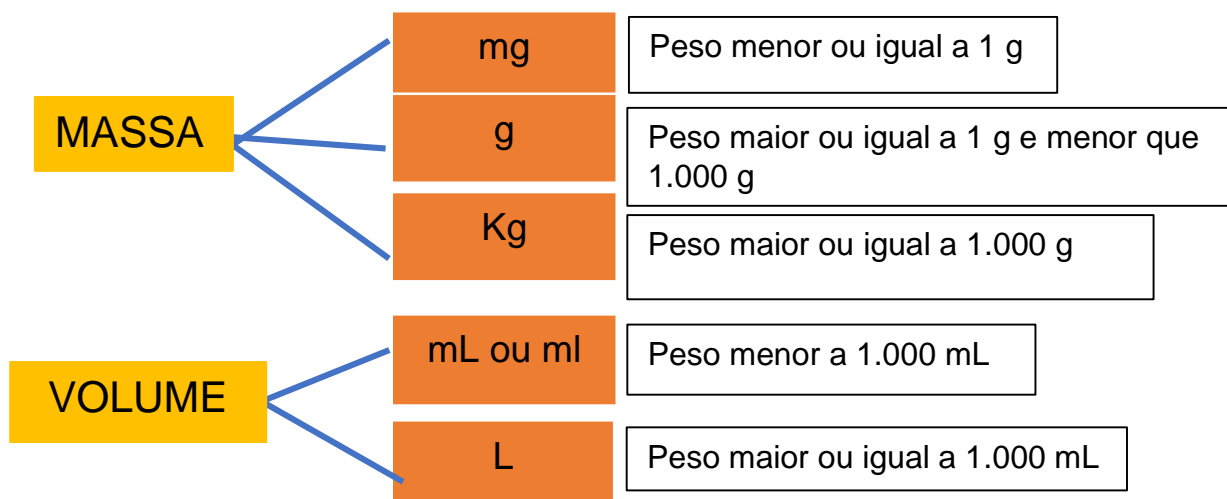 MASSA
mg
Peso menor ou igual a 1 g
g
Peso maior ou igual a 1 g e menor que
1.000 g
Kg
Peso maior ou igual a 1.000 g
VOLUME
mL ou ml
Peso menor a 1.000 mL
L
Peso maior ou igual a 1.000 mL